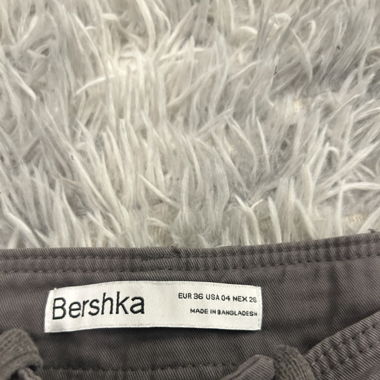 Bershka
EUR 36 USA 04 MEX 26
MADE IN BANGLADESH